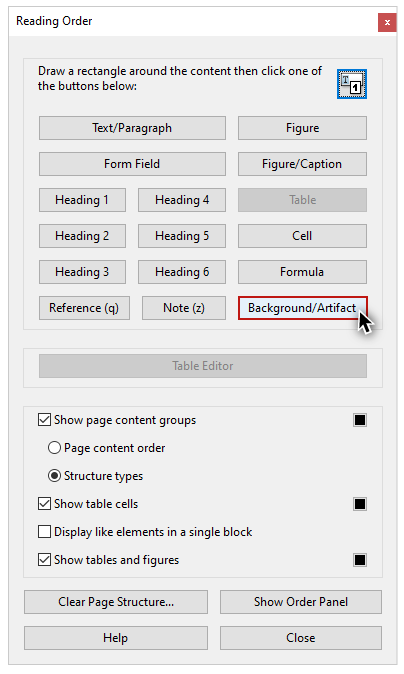 Reading Order
x
Draw a rectangle around the content then click one of
the buttons below:
1
Text/Paragraph Figure
Form Field Figure/Caption
Heading 1 Heading 4 Table
Heading 2 Heading 5 Cell
Heading 3 Heading 6 Formula
Reference (q) Note (z) Background/Artifact
Table Editor
Show page content groups
Page content order
Structure types
Show table cells
Display like elements in a single block
Show tables and figures
Clear Page Structure... Show Order Panel
Help Close